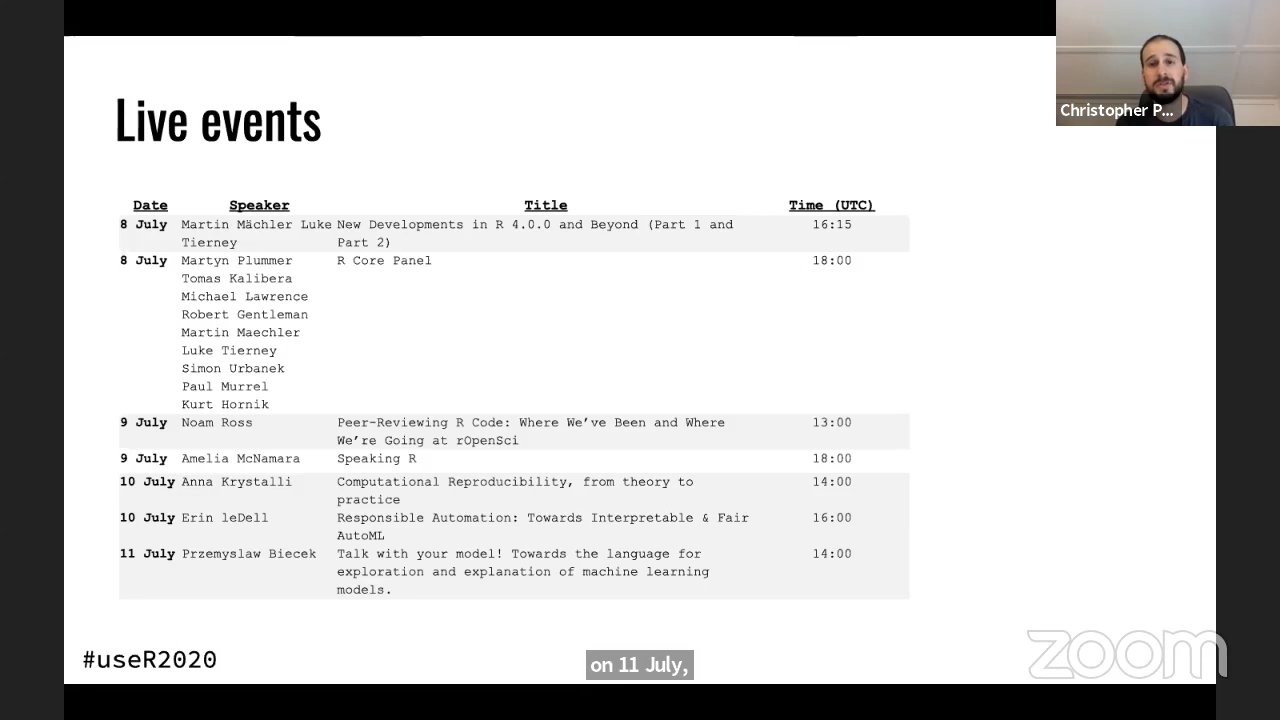 Christopher P...
Live events
Date Speaker Title Time (UTC)
8 July Martin Mächler Luke New Developments in R 4.0.0 and Beyond (Part 1 and 16:15
Tierney Part 2)
8 July Martyn Plummer R Core Panel 18:00
Tomas Kalibera
Michael Lawrence
Robert Gentleman
Martin Maechler
Luke Tierney
Simon Urbanek
Paul Murrel
Kurt Hornik
9 July Noam Ross Peer-Reviewing R Code: Where We’ve Been and Where 13:00
We’re Going at rOpenSci
9 July Amelia McNamara Speaking R 18:00
10 July Anna Krystalli Computational Reproducibility, from theory to 14:00
practice
10 July Erin leDell Responsible Automation: Towards Interpretable & Fair 16:00
AutoML
11 July Przemyslaw Biecek Talk with your model! Towards the language for 14:00
exploration and explanation of machine learning
models.
#useR2020
on 11 July,
zoom